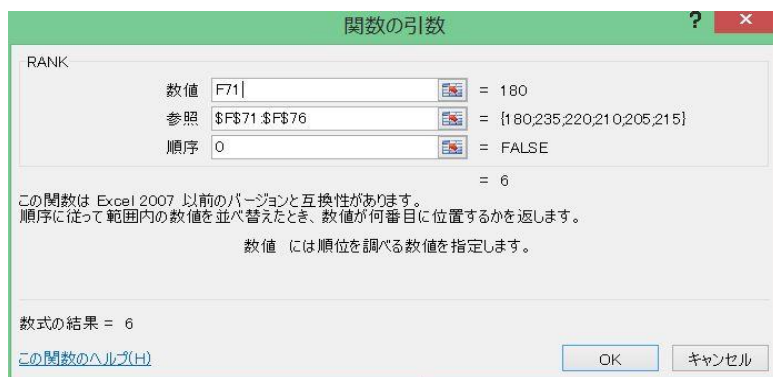 関数の引数 ? ×
RANK
数値 F71 = 180
参照 $F$71:$F$76 = {180;235;220;210;205;215}
順序 0 = FALSE
= 6
この関数は Excel 2007 以前のバージョンと互換性があります。
順序に従って範囲内の数値を並べ替えたとき、数値が何番目に位置するかを返します。
数値 には順位を調べる数値を指定します。
数式の結果 = 6
この関数のヘルプ(H) OK キャンセル